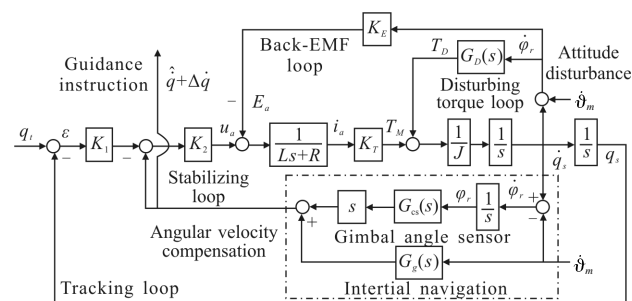 K_E
Back-EMF
loop
T_D
G_D(s)
φ̇_r
Attitude
disturbance
Guidance
instruction
q̂̇+Δq̇
−
E_a
Disturbing
torque loop
ϑ̇_m
q_t
ε
K_1
−
−
K_2
u_a
1
Ls+R
i_a
K_T
T_M
1
J
1
s
q̇_s
1
s
q_s
Stabilizing
loop
s
G_cs(s)
φ_r
1
s
φ̇_r
+
−
+
Angular velocity
compensation
Gimbal angle sensor
G_g(s)
ϑ̇_m
Intertial navigation
Tracking loop